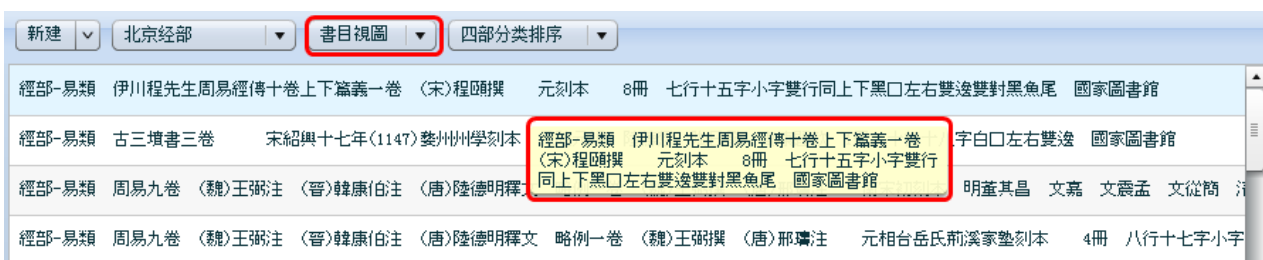 新建 北京经部 書目視圖 四部分类排序
經部-易類 伊川程先生周易經傳十卷上下篇義一卷 （宋）程頤撰 元刻本 8冊 七行十五字小字雙行同上下黑口左右雙邊雙對黑魚尾 國家圖書館
經部-易類 古三墳書三卷 宋紹興十七年(1147)婺州州學刻本 字白口左右雙邊 國家圖書館
經部-易類 伊川程先生周易經傳十卷上下篇義一卷
（宋）程頤撰 元刻本 8冊 七行十五字小字雙行
同上下黑口左右雙邊雙對黑魚尾 國家圖書館
經部-易類 周易九卷 （魏）王弼注 （晉）韓康伯注 （唐）陸德明釋文 明董其昌 文嘉 文震孟 文從簡
經部-易類 周易九卷 （魏）王弼注 （晉）韓康伯注 （唐）陸德明釋文 略例一卷 （魏）王弼撰 （唐）邢璹注 元相台岳氏荊溪家塾刻本 4冊 八行十七字小字